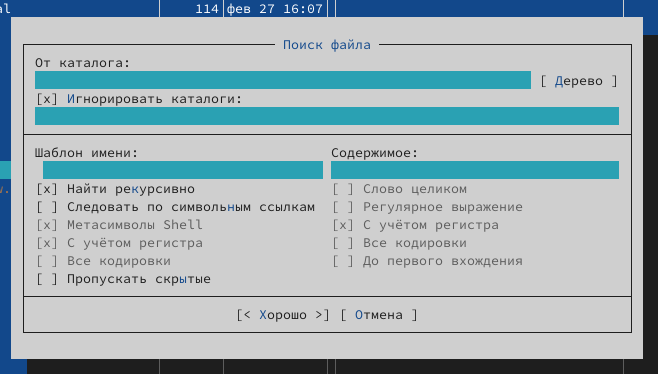 al 114 фев 27 16:07
Поиск файла
От каталога:
[ Дерево ]
[x] Игнорировать каталоги:
Шаблон имени: Содержимое:
[x] Найти рекурсивно [ ] Слово целиком
[ ] Следовать по символьным ссылкам [ ] Регулярное выражение
[x] Метасимволы Shell [x] С учётом регистра
[x] С учётом регистра [ ] Все кодировки
[ ] Все кодировки [ ] До первого вхождения
[ ] Пропускать скрытые
[< Хорошо >] [ Отмена ]